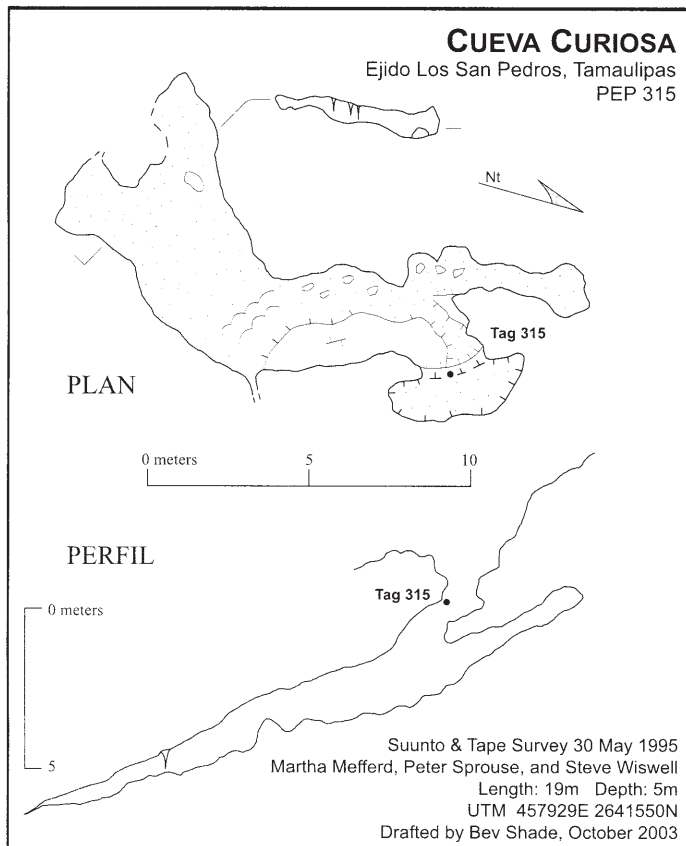 CUEVA CURIOSA
Ejido Los San Pedros, Tamaulipas
PEP 315
Nt
Tag 315
PLAN
0 meters 5 10
PERFIL
Tag 315
0 meters
5
Suunto & Tape Survey 30 May 1995
Martha Mefferd, Peter Sprouse, and Steve Wiswell
Length: 19m Depth: 5m
UTM 457929E 2641550N
Drafted by Bev Shade, October 2003